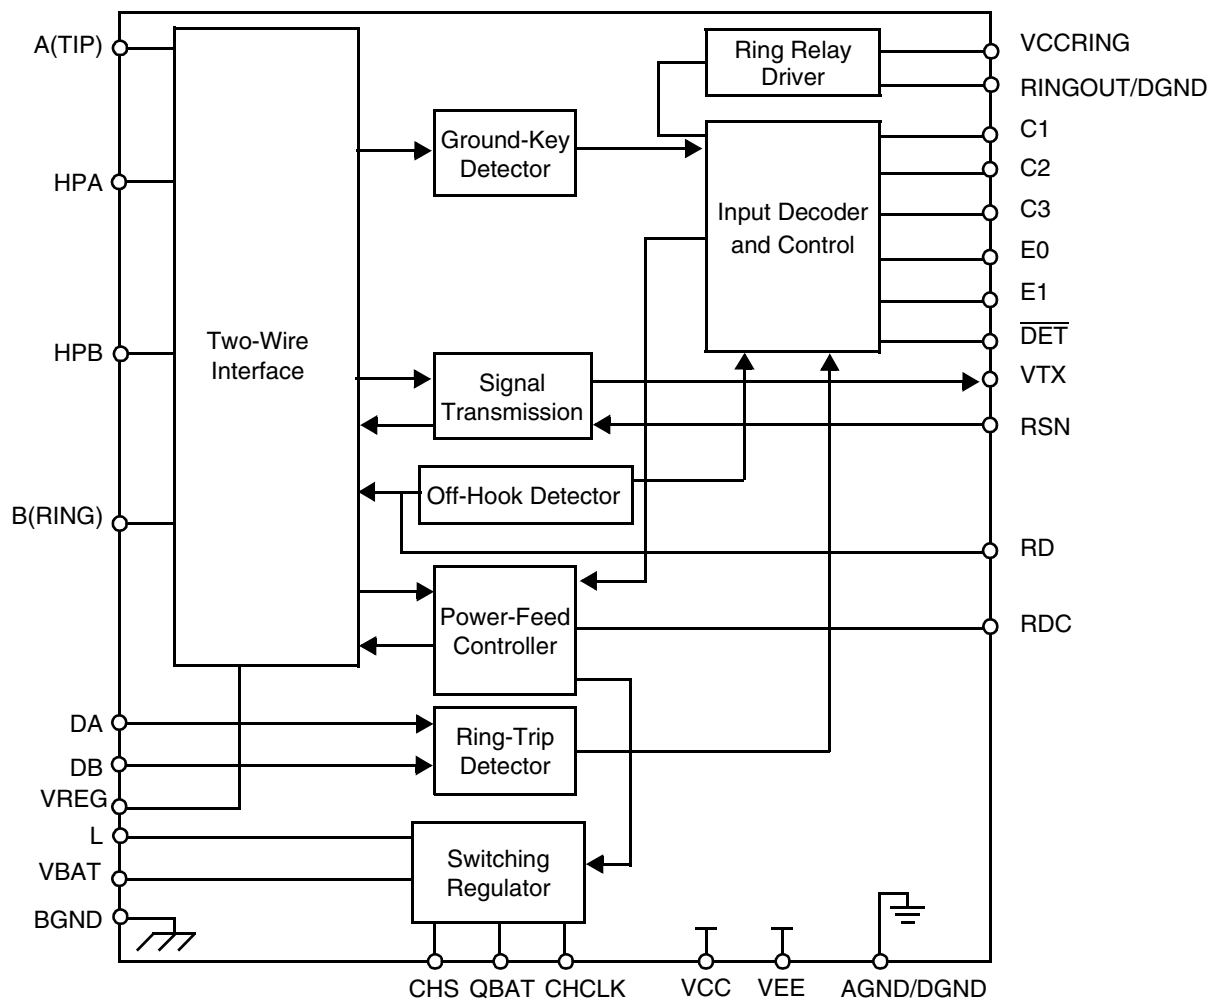 A(TIP)
HPA
HPB
B(RING)
DA
DB
VREG
L
VBAT
BGND
Two-Wire
Interface
Ground-Key
Detector
Signal
Transmission
Off-Hook Detector
Power-Feed
Controller
Ring-Trip
Detector
Switching
Regulator
Ring Relay
Driver
Input Decoder
and Control
VCCRING
RINGOUT/DGND
C1
C2
C3
E0
E1
DET
VTX
RSN
RD
RDC
CHS
QBAT
CHCLK
VCC
VEE
AGND/DGND